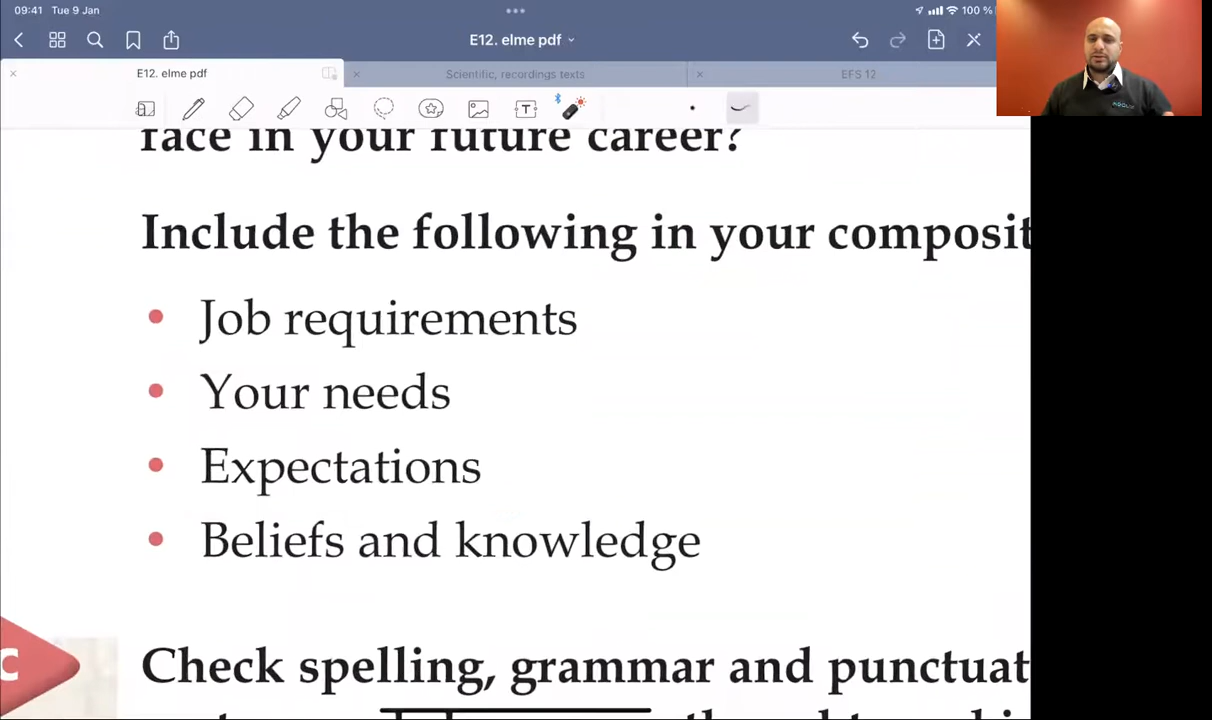 09:41 Tue 9 Jan
100 %
E12. elme pdf
E12. elme pdf
Scientific, recordings texts
EFS 12
face in your future career?
Include the following in your composit
• Job requirements
• Your needs
• Expectations
• Beliefs and knowledge
C
Check spelling, grammar and punctuat